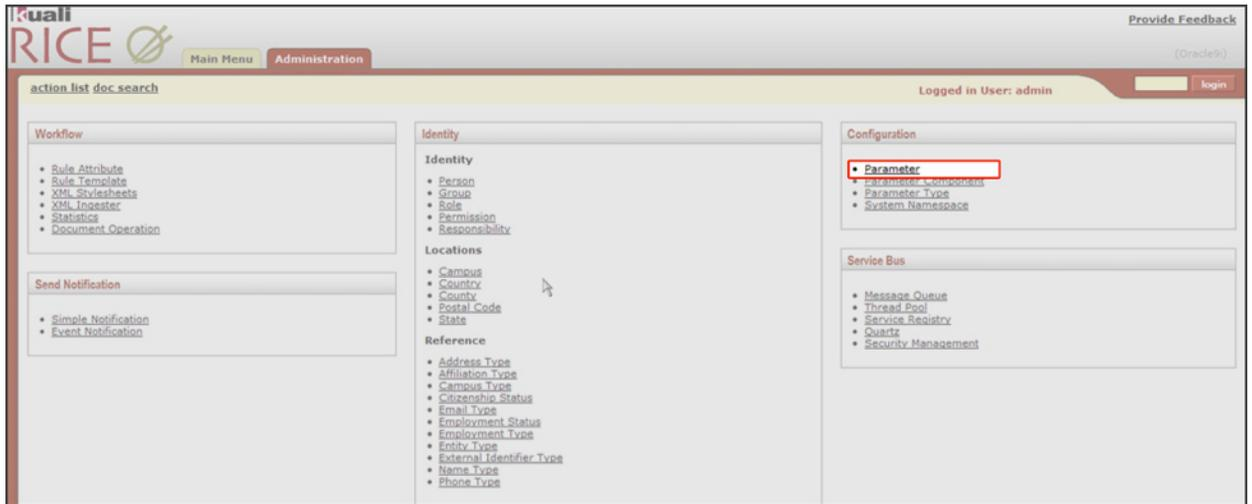 Kuali
RICE
Provide Feedback
Main Menu Administration
(Oracle9i)
action list doc search
Logged in User: admin
login
Workflow
Rule Attribute
Rule Template
XML Stylesheets
XML Ingester
Statistics
Document Operation
Send Notification
Simple Notification
Event Notification
Identity
Identity
Person
Group
Role
Permission
Responsibility
Locations
Campus
Country
County
Postal Code
State
Reference
Address Type
Affiliation Type
Campus Type
Citizenship Status
Email Type
Employment Status
Employment Type
Entity Type
External Identifier Type
Name Type
Phone Type
Configuration
Parameter
Parameter Component
Parameter Type
System Namespace
Service Bus
Message Queue
Thread Pool
Service Registry
Quartz
Security Management